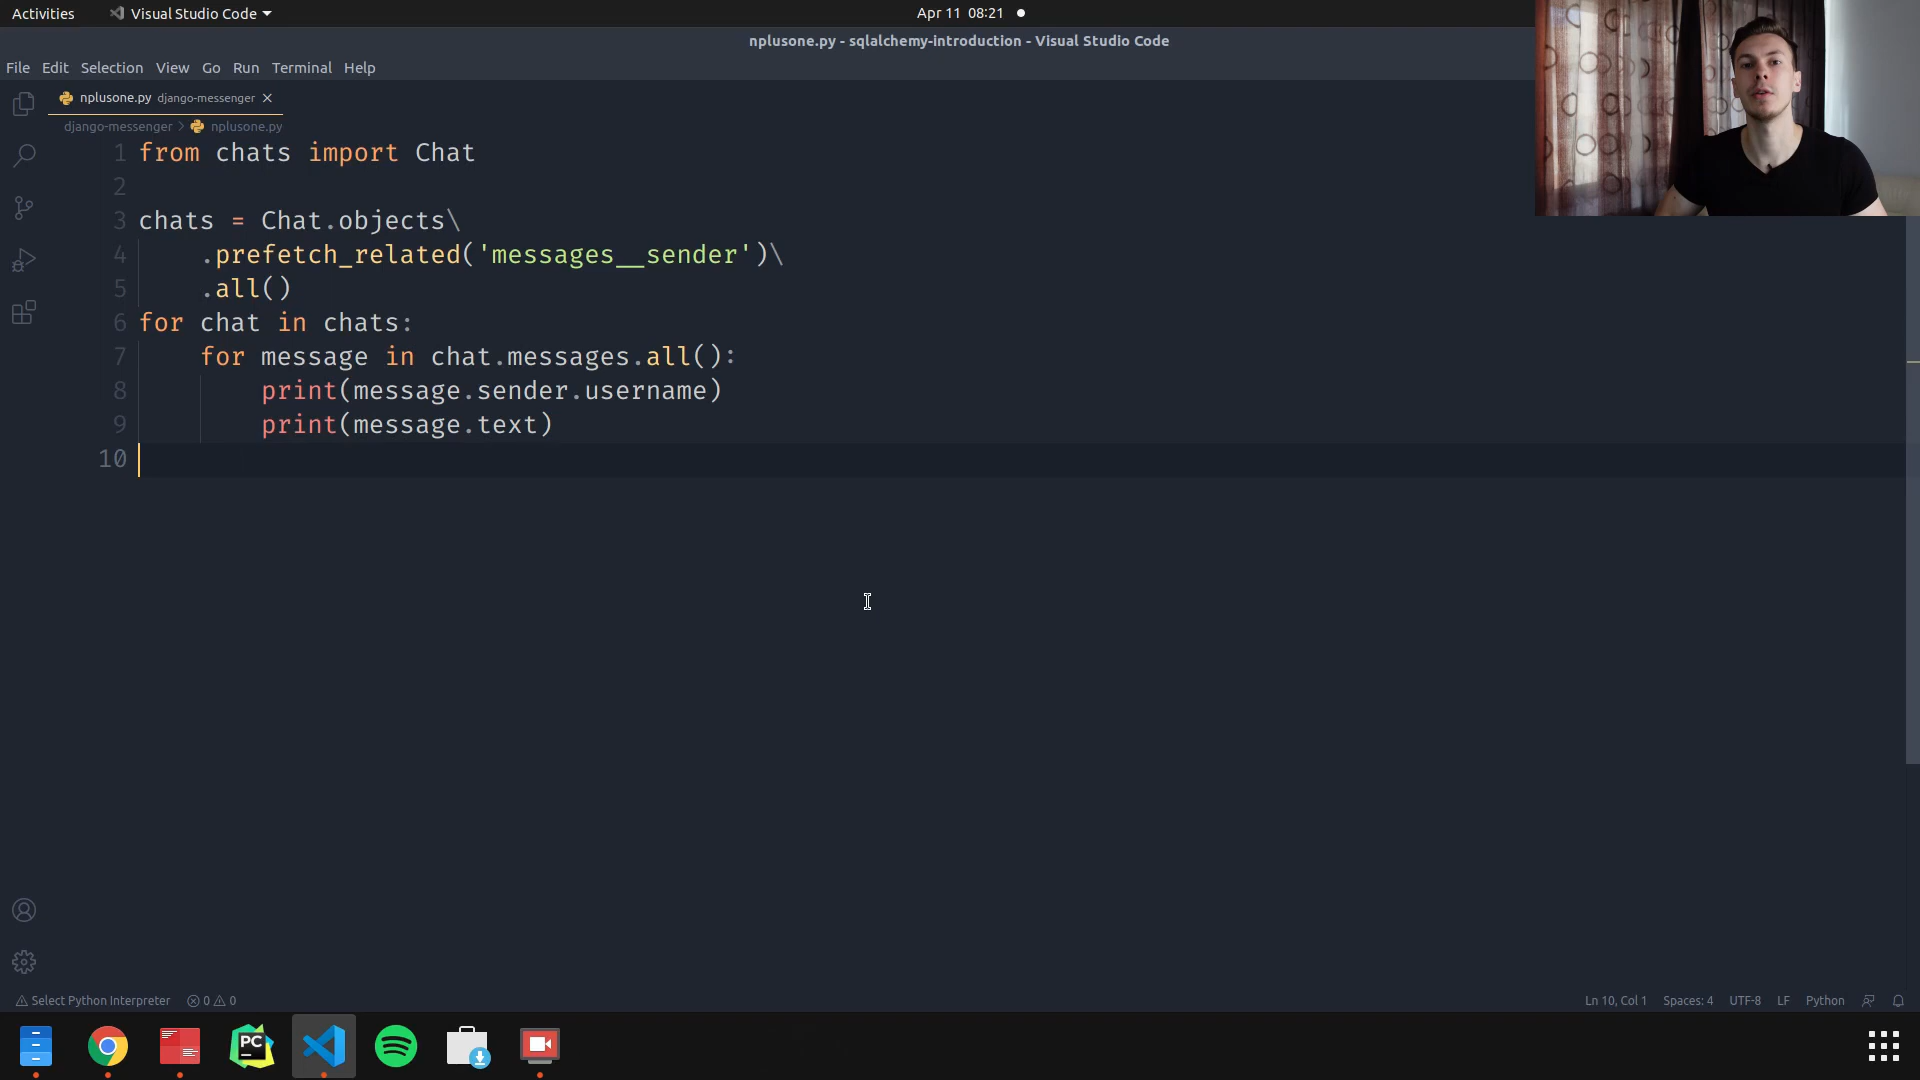 Activities Visual Studio Code Apr 11 08:21
nplusone.py - sqlalchemy-introduction - Visual Studio Code
File Edit Selection View Go Run Terminal Help
nplusone.py django-messenger
django-messenger > nplusone.py
1 from chats import Chat
2
3 chats = Chat.objects\
4 .prefetch_related('messages__sender')\
5 .all()
6 for chat in chats:
7 for message in chat.messages.all():
8 print(message.sender.username)
9 print(message.text)
10
Select Python Interpreter 0 0 Ln 10, Col 1 Spaces: 4 UTF-8 LF Python
PC